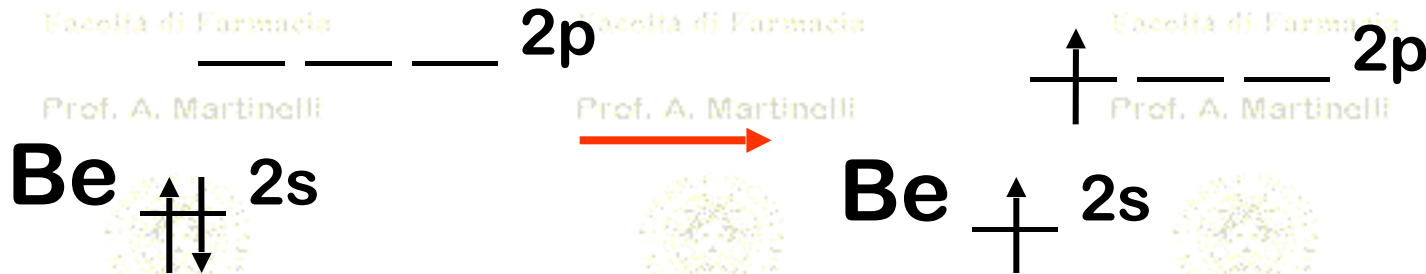 Facoltà di Farmacia Facoltà di Farmacia Facoltà di Farmacia
2p 2p
Prof. A. Martinelli Prof. A. Martinelli Prof. A. Martinelli
Be 2s Be 2s